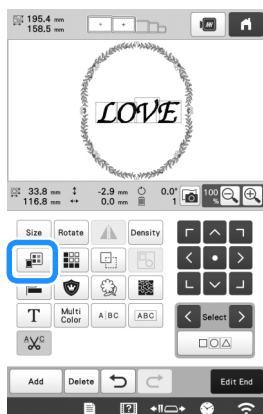 195.4 mm
158.5 mm
LOVE
33.8 mm -2.9 mm 0.0°
116.8 mm 0.0 mm 1
100 %
Size Rotate Density
T Multi Color A BC ABC
Select
Add Delete Edit End